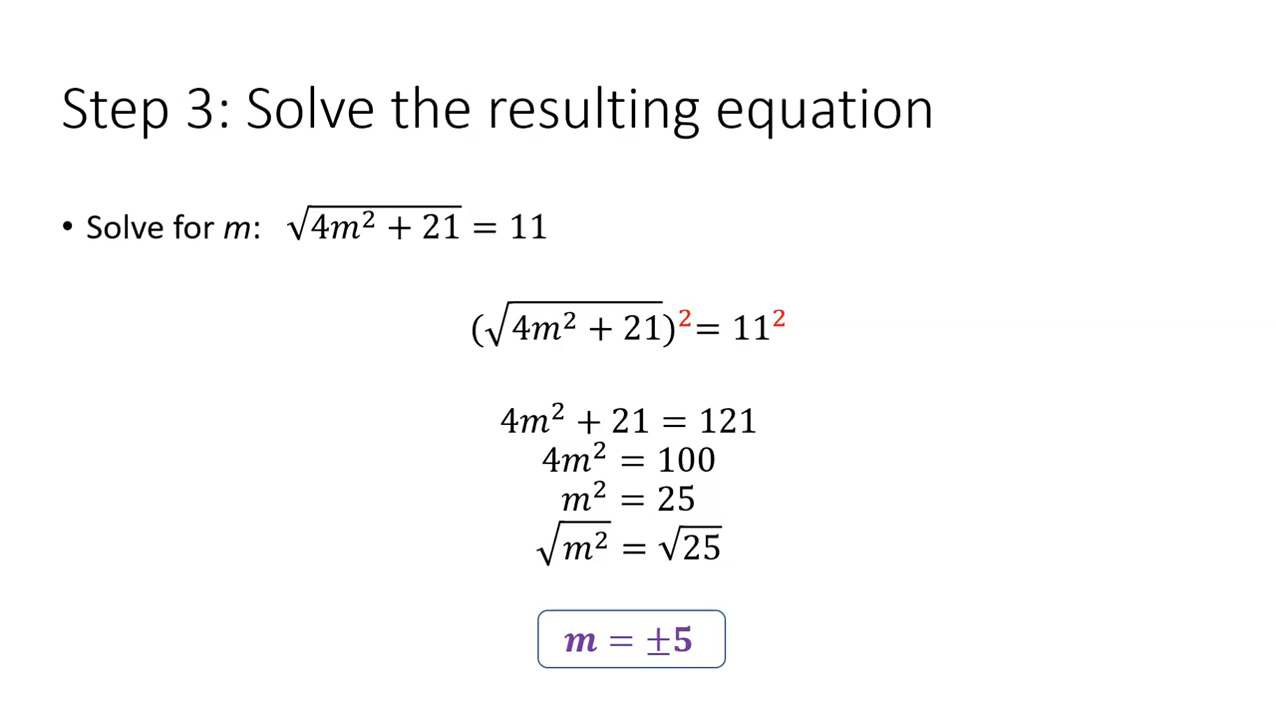 Step 3: Solve the resulting equation
• Solve for m: √(4m² + 21) = 11
(√(4m² + 21))² = 11²
4m² + 21 = 121
4m² = 100
m² = 25
√(m²) = √25
m = ±5